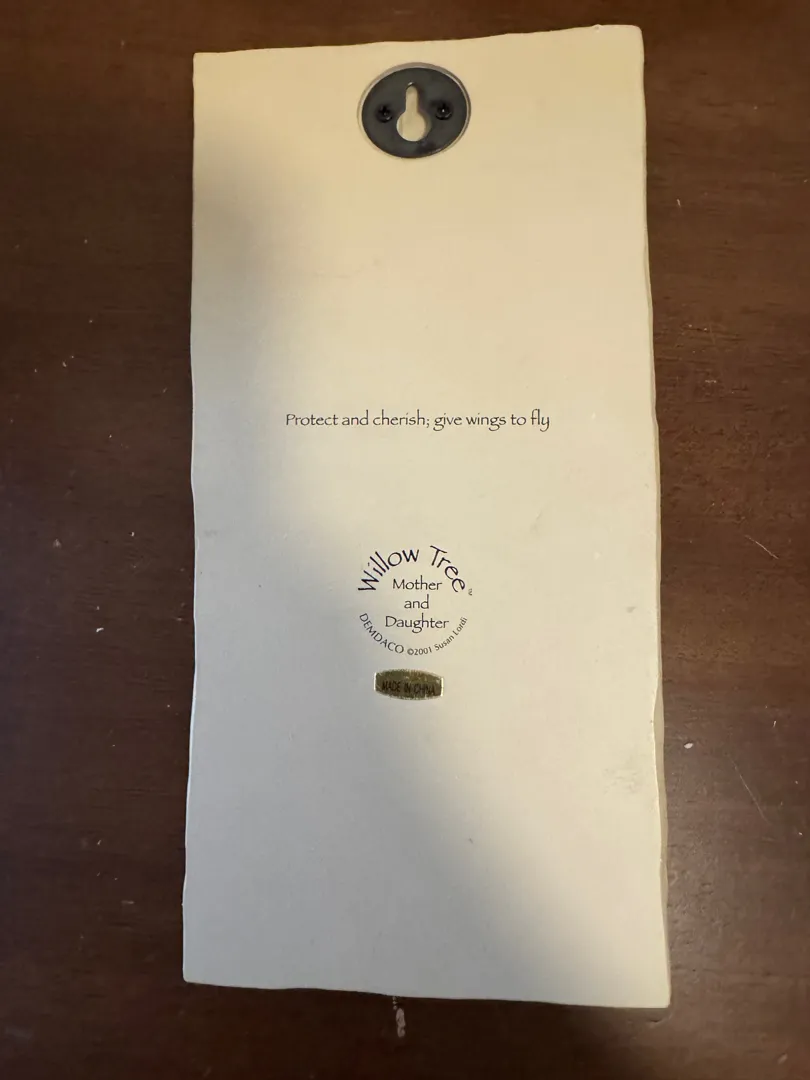 Protect and cherish; give wings to fly
Willow Tree™
Mother
and
Daughter
DEMDACO ©2001 Susan Lordi
MADE IN CHINA